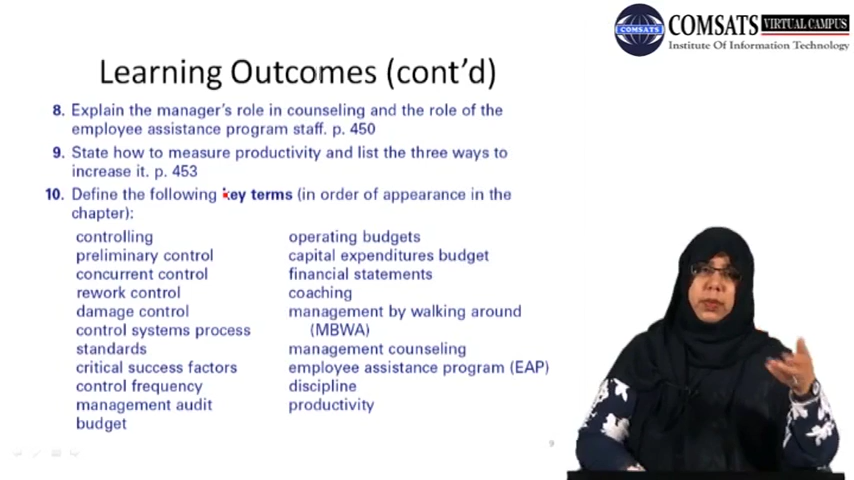 COMSATS VIRTUAL CAMPUS
Institute Of Information Technology
COMSATS
Learning Outcomes (cont'd)
8. Explain the manager's role in counseling and the role of the
employee assistance program staff. p. 450
9. State how to measure productivity and list the three ways to
increase it. p. 453
10. Define the following key terms (in order of appearance in the
chapter):
controlling
preliminary control
concurrent control
rework control
damage control
control systems process
standards
critical success factors
control frequency
management audit
budget
operating budgets
capital expenditures budget
financial statements
coaching
management by walking around
(MBWA)
management counseling
employee assistance program (EAP)
discipline
productivity
9